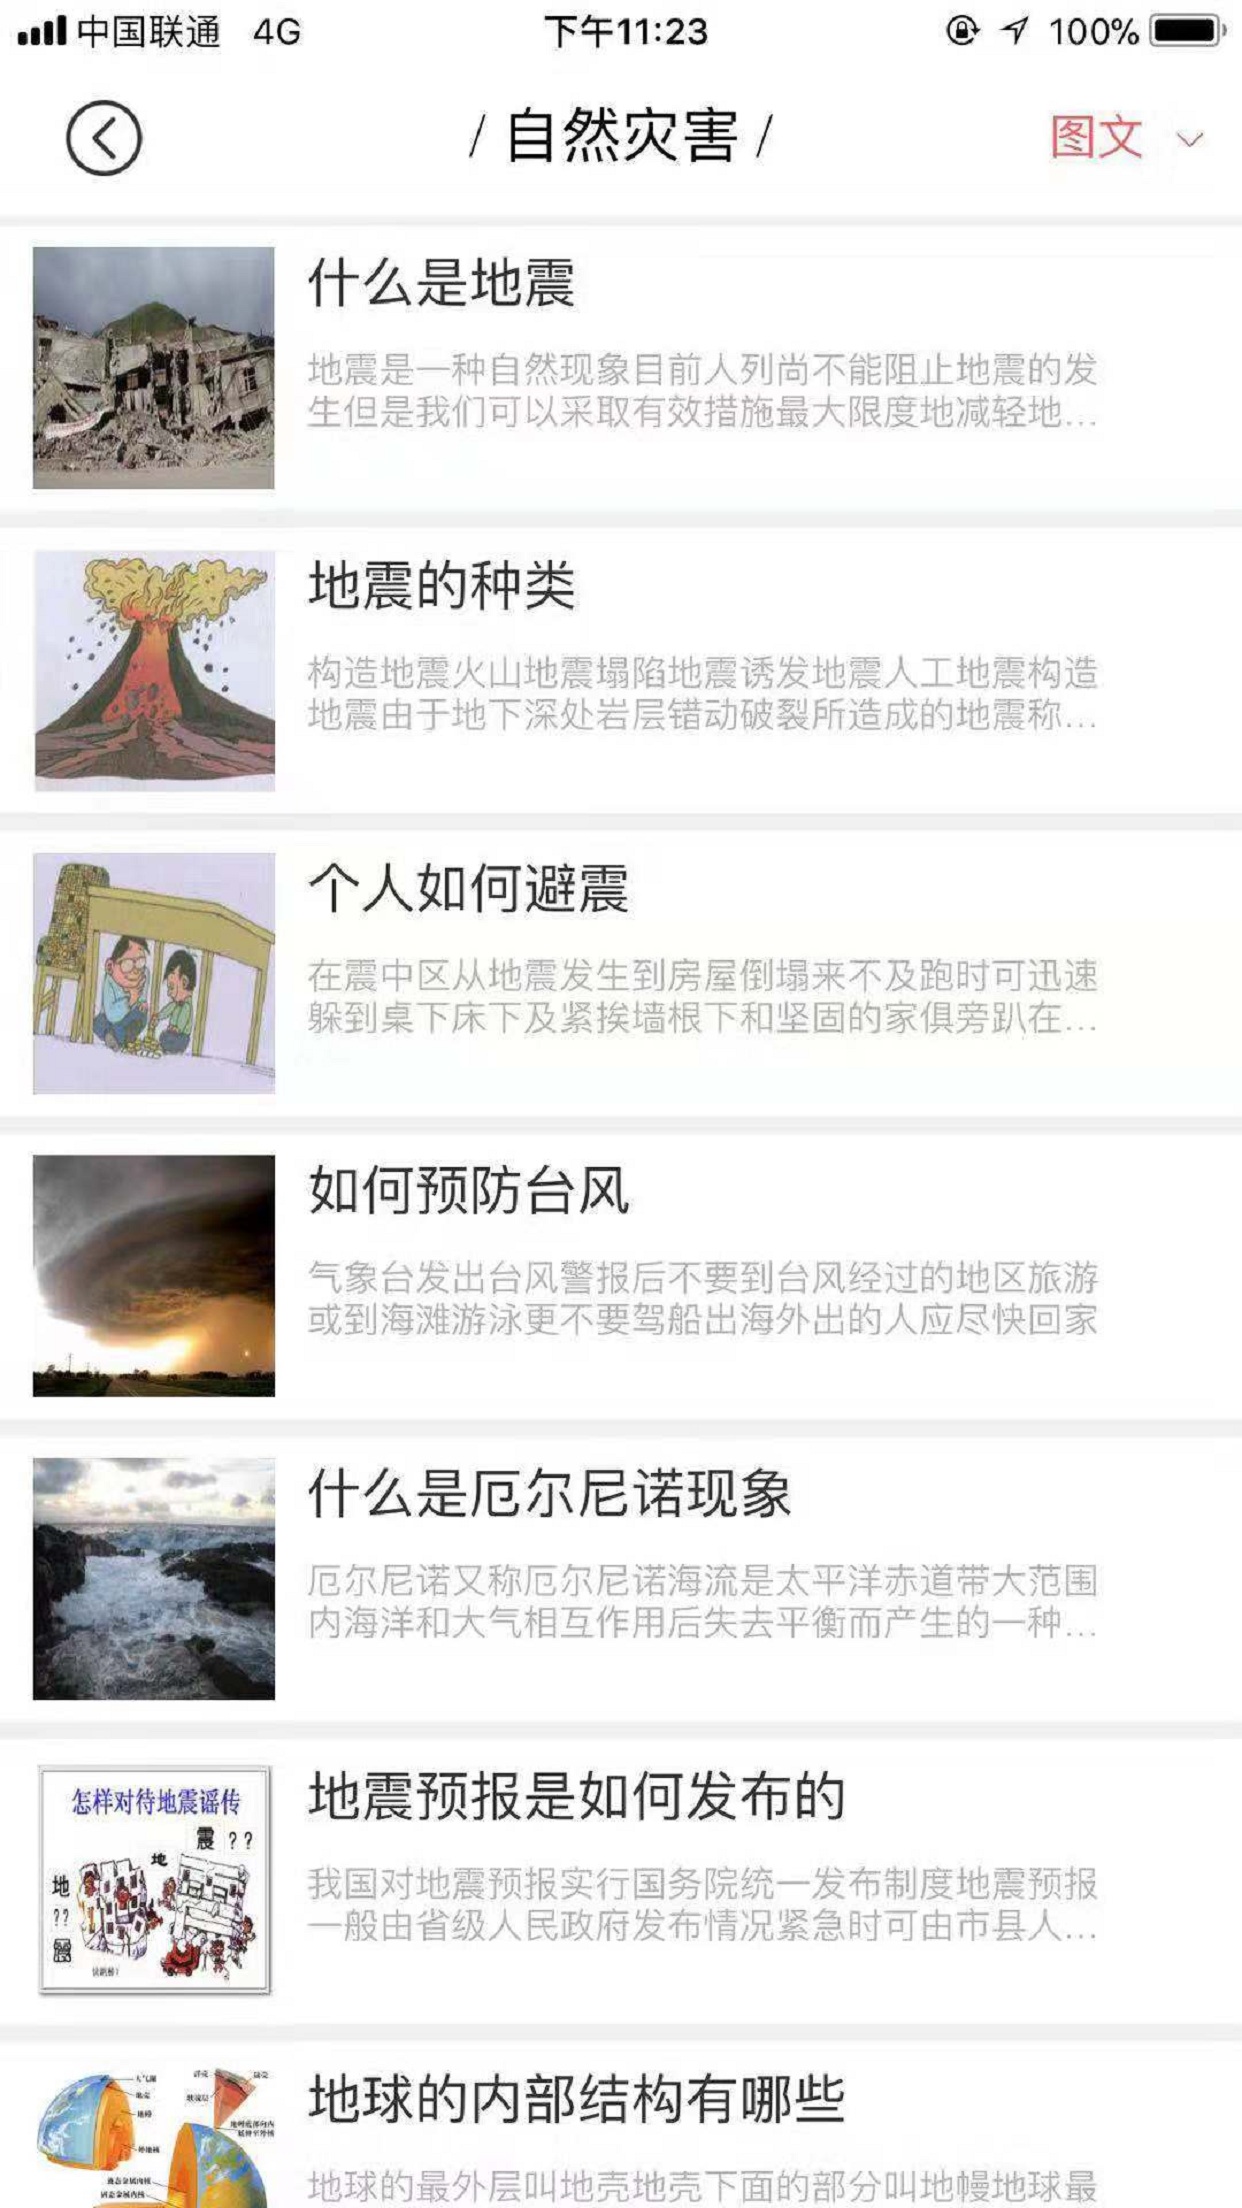 中国联通 4G 下午11:23 100%
/ 自然灾害 / 图文
什么是地震
地震是一种自然现象目前人列尚不能阻止地震的发
生但是我们可以采取有效措施最大限度地减轻地...
地震的种类
构造地震火山地震塌陷地震诱发地震人工地震构造
地震由于地下深处岩层错动破裂所造成的地震称...
个人如何避震
在震中区从地震发生到房屋倒塌来不及跑时可迅速
躲到桌下床下及紧挨墙根下和坚固的家俱旁趴在...
如何预防台风
气象台发出台风警报后不要到台风经过的地区旅游
或到海滩游泳更不要驾船出海外出的人应尽快回家
什么是厄尔尼诺现象
厄尔尼诺又称厄尔尼诺海流是太平洋赤道带大范围
内海洋和大气相互作用后失去平衡而产生的一种...
怎样对待地震谣传
震 ? ?
地
地
? ?
震
地震预报是如何发布的
我国对地震预报实行国务院统一发布制度地震预报
一般由省级人民政府发布情况紧急时可由市县人...
地球的内部结构有哪些
地球的最外层叫地壳地壳下面的部分叫地幔地球最